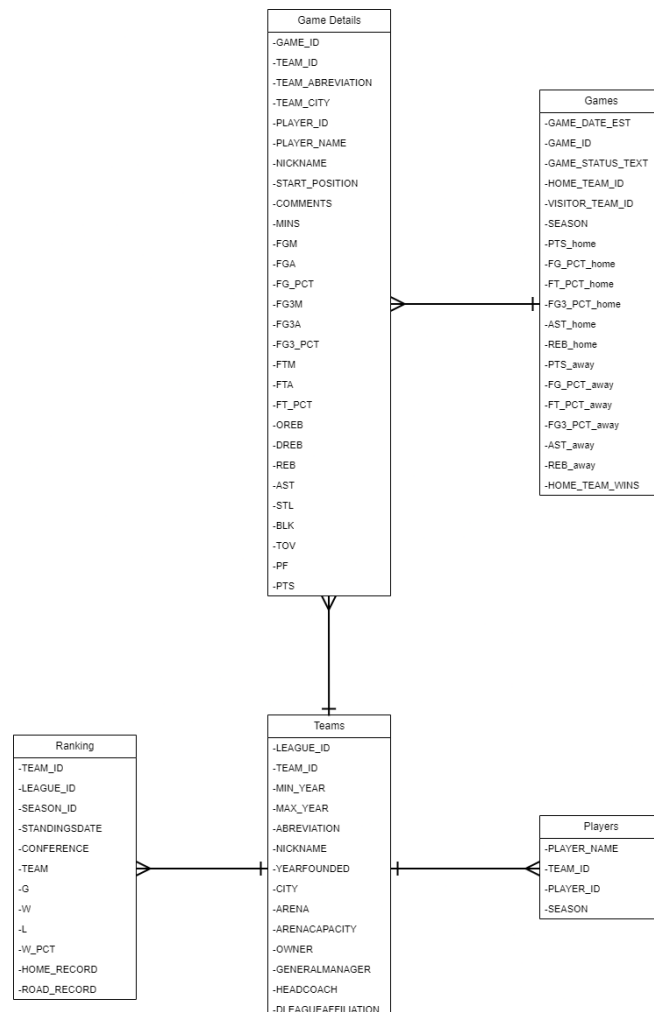 Game Details
-GAME_ID
-TEAM_ID
-TEAM_ABREVIATION
-TEAM_CITY
-PLAYER_ID
-PLAYER_NAME
-NICKNAME
-START_POSITION
-COMMENTS
-MINS
-FGM
-FGA
-FG_PCT
-FG3M
-FG3A
-FG3_PCT
-FTM
-FTA
-FT_PCT
-OREB
-DREB
-REB
-AST
-STL
-BLK
-TOV
-PF
-PTS
Games
-GAME_DATE_EST
-GAME_ID
-GAME_STATUS_TEXT
-HOME_TEAM_ID
-VISITOR_TEAM_ID
-SEASON
-PTS_home
-FG_PCT_home
-FT_PCT_home
-FG3_PCT_home
-AST_home
-REB_home
-PTS_away
-FG_PCT_away
-FT_PCT_away
-FG3_PCT_away
-AST_away
-REB_away
-HOME_TEAM_WINS
Ranking
-TEAM_ID
-LEAGUE_ID
-SEASON_ID
-STANDINGSDATE
-CONFERENCE
-TEAM
-G
-W
-L
-W_PCT
-HOME_RECORD
-ROAD_RECORD
Teams
-LEAGUE_ID
-TEAM_ID
-MIN_YEAR
-MAX_YEAR
-ABREVIATION
-NICKNAME
-YEARFOUNDED
-CITY
-ARENA
-ARENACAPACITY
-OWNER
-GENERALMANAGER
-HEADCOACH
-DLEAGUEAFFILIATION
Players
-PLAYER_NAME
-TEAM_ID
-PLAYER_ID
-SEASON